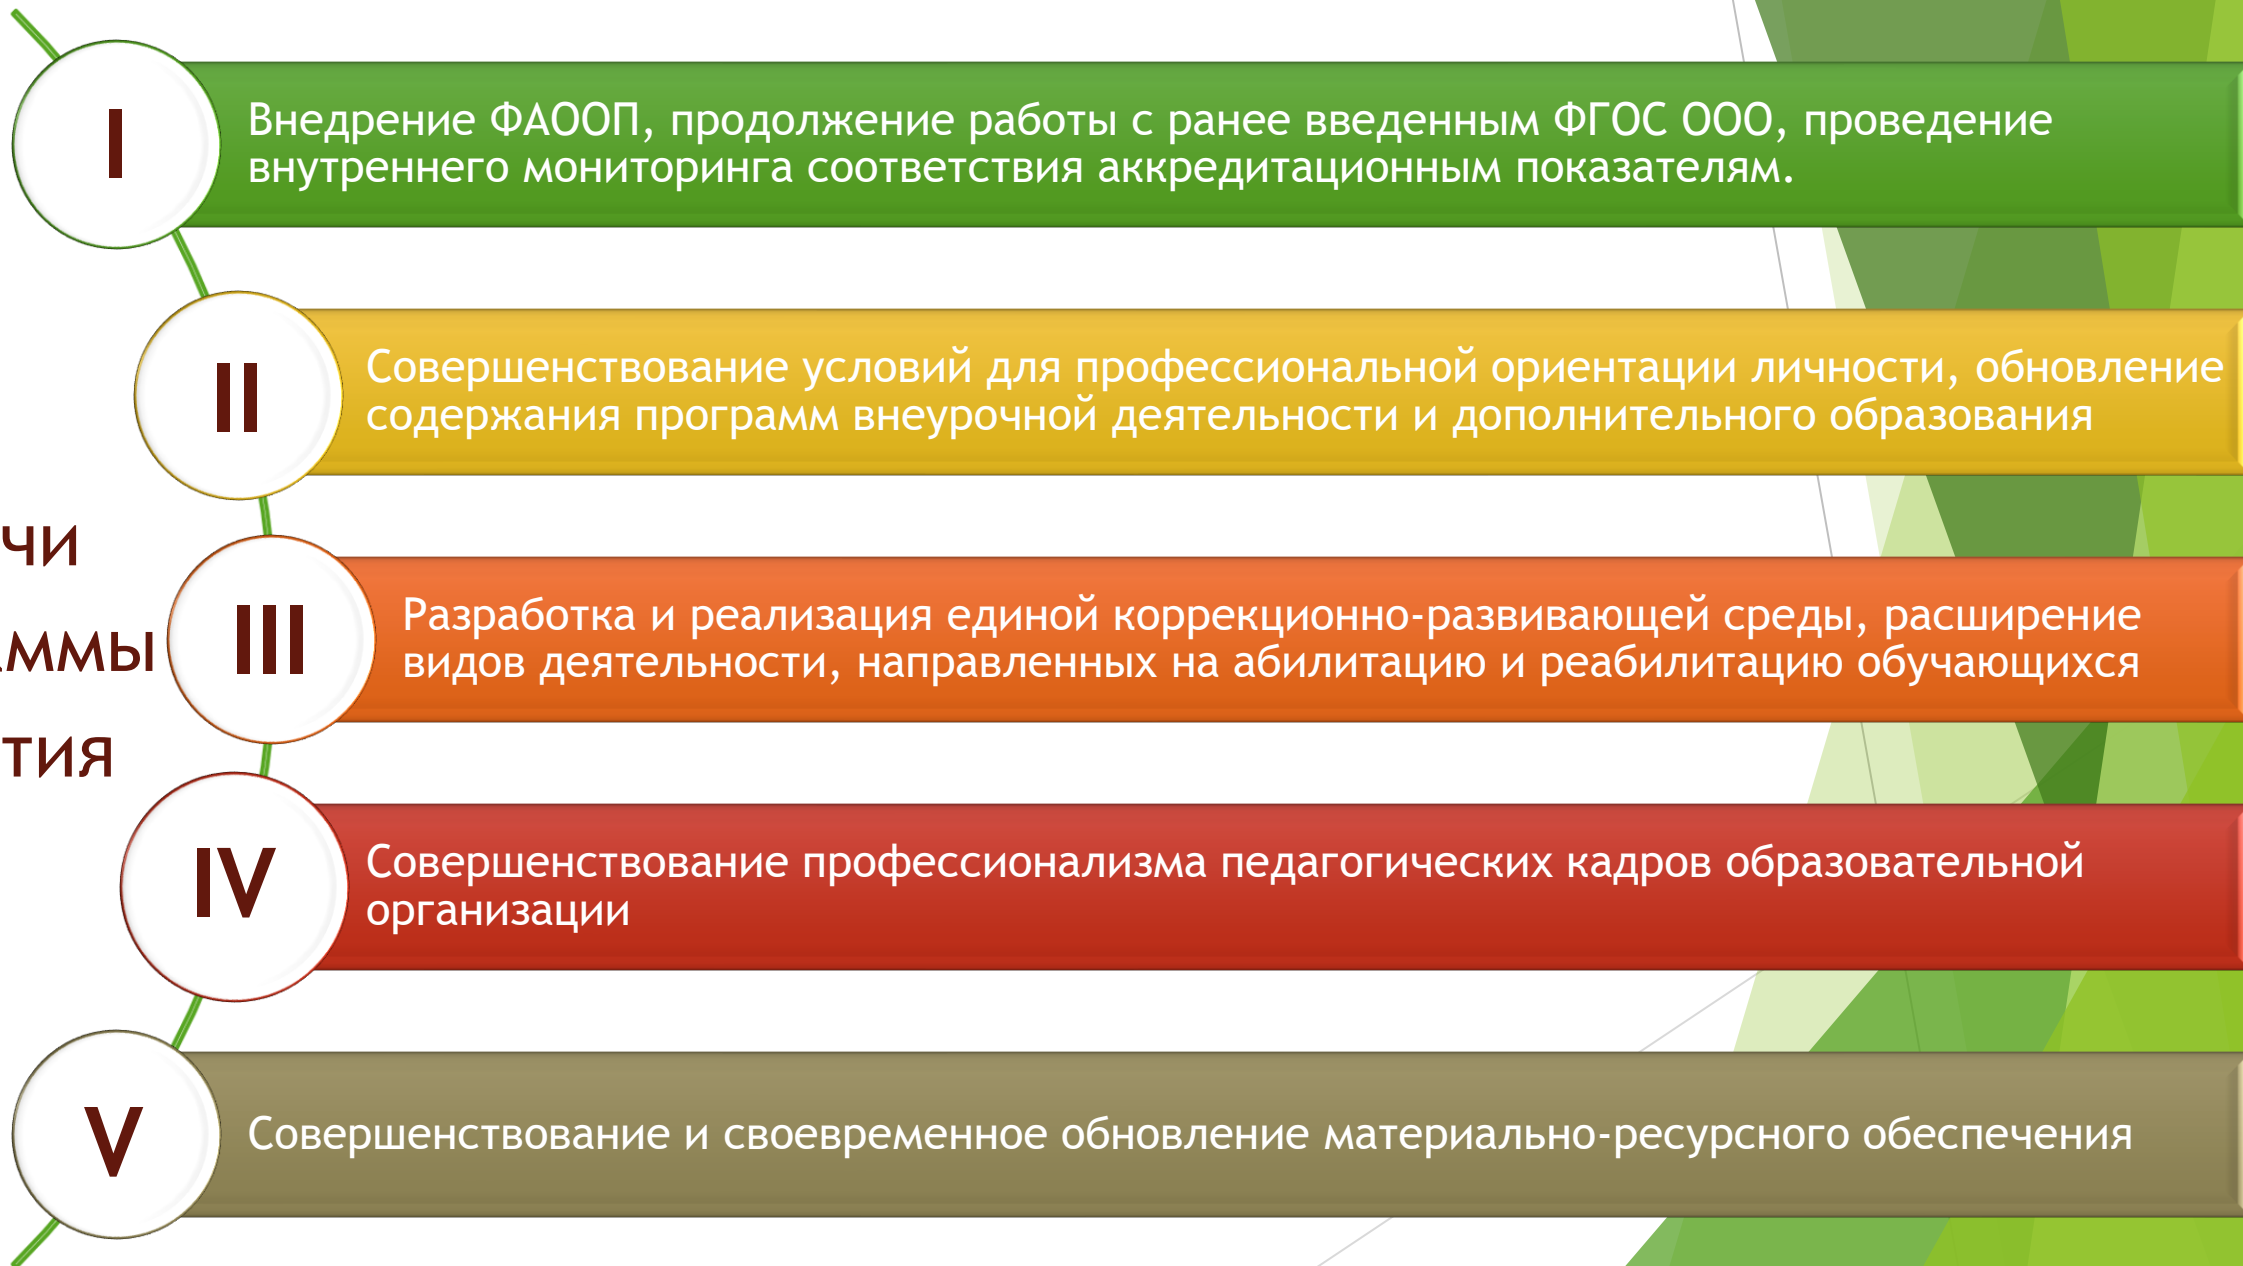 I
Внедрение ФАООП, продолжение работы с ранее введенным ФГОС ООО, проведение
внутреннего мониторинга соответствия аккредитационным показателям.
II
Совершенствование условий для профессиональной ориентации личности, обновление
содержания программ внеурочной деятельности и дополнительного образования
чи
ммы
тия
III
Разработка и реализация единой коррекционно-развивающей среды, расширение
видов деятельности, направленных на абилитацию и реабилитацию обучающихся
IV
Совершенствование профессионализма педагогических кадров образовательной
организации
V
Совершенствование и своевременное обновление материально-ресурсного обеспечения